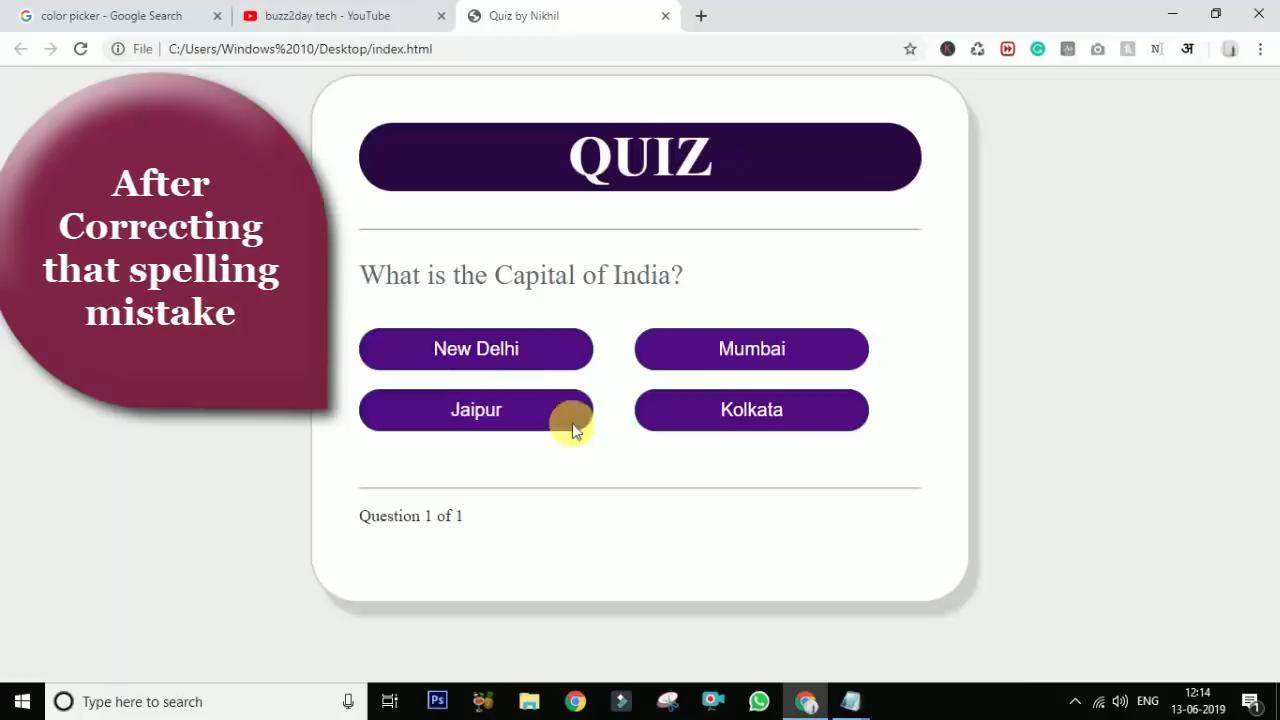 color picker - Google Search
buzz2day tech - YouTube
Quiz by Nikhil
File
C:/Users/Windows%2010/Desktop/index.html
After
Correcting
that spelling
mistake
QUIZ
What is the Capital of India?
New Delhi
Mumbai
Jaipur
Kolkata
Question 1 of 1
Type here to search
Ps
ENG
12:14
13-06-2019